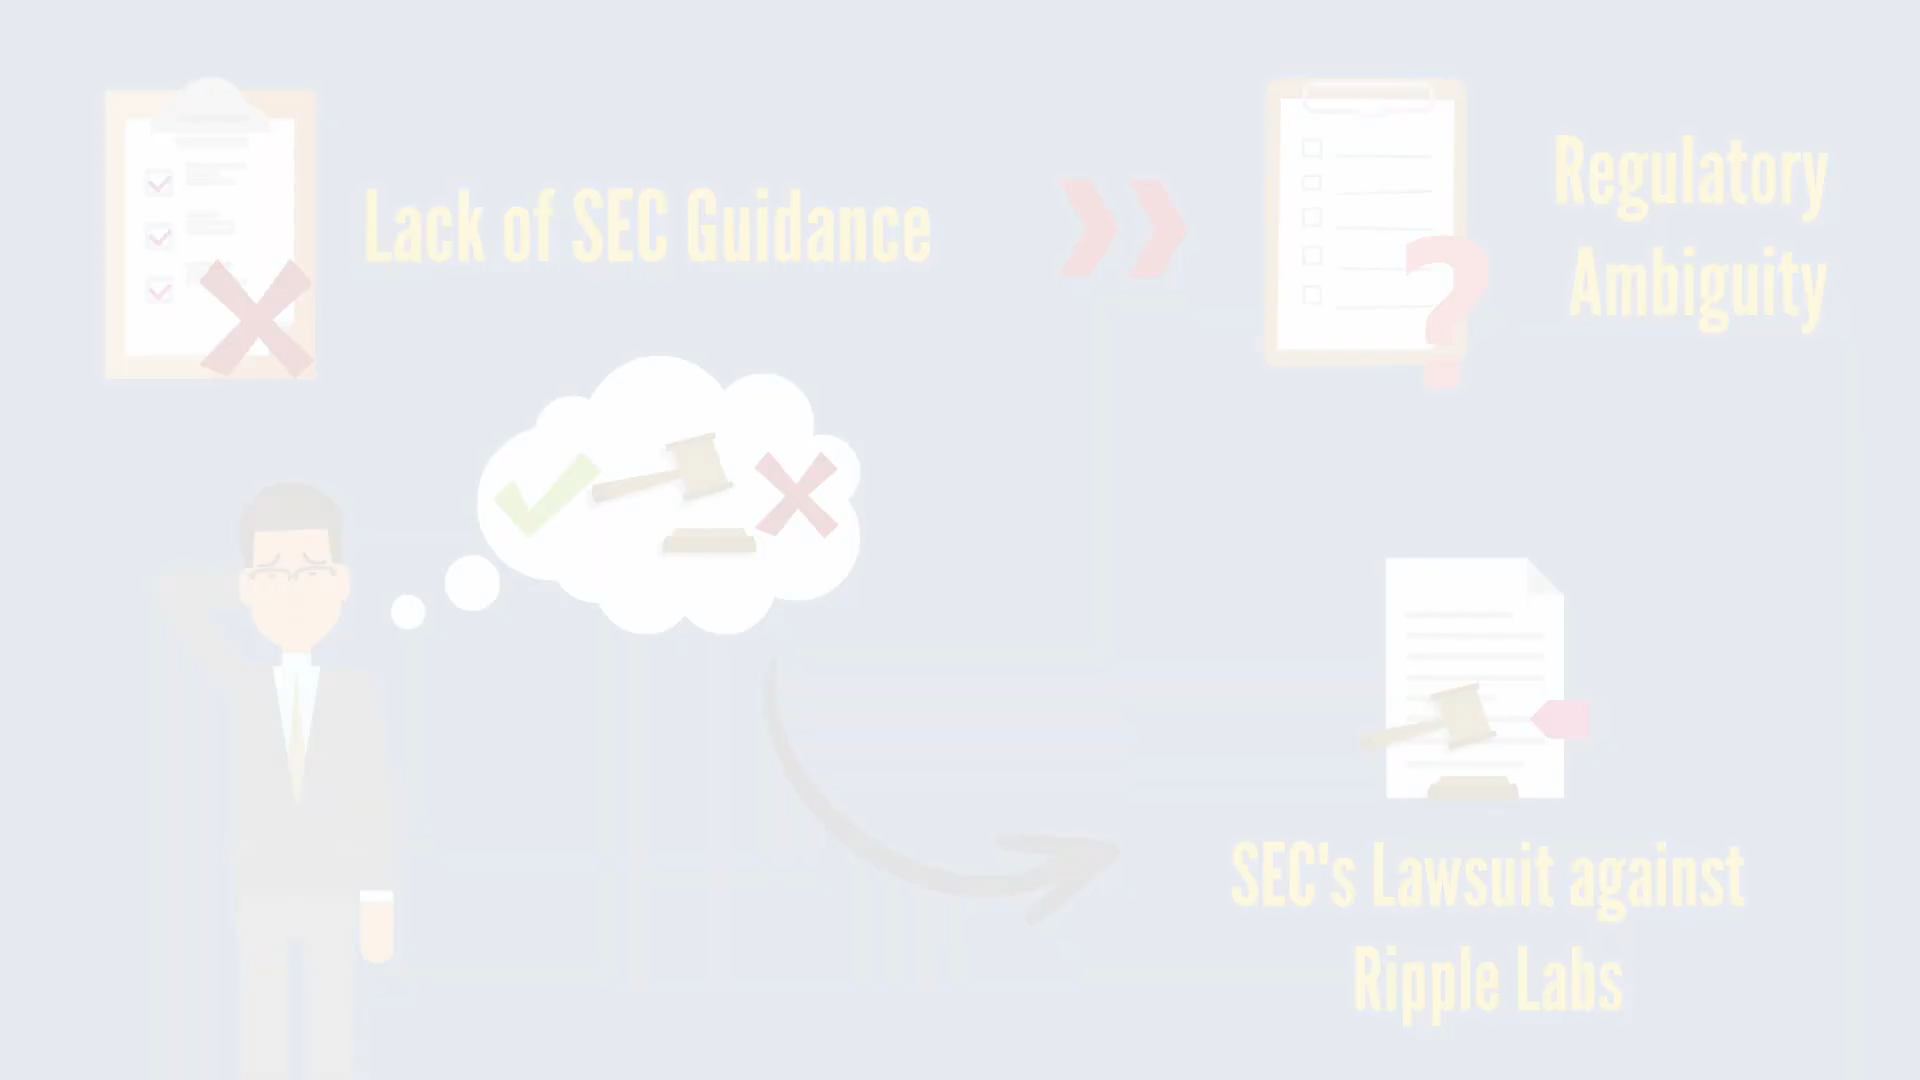 Lack of SEC Guidance
Regulatory
Ambiguity
SEC's Lawsuit against
Ripple Labs